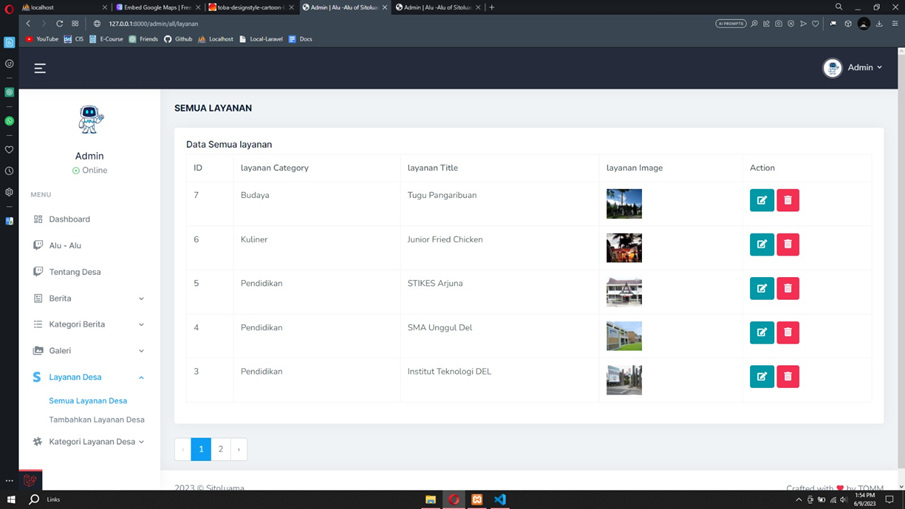 localhost
Embed Google Maps | Free
toba-designstyle-cartoon-
Admin | Alu -Alu of Sitolua
Admin | Alu -Alu of Sitolua
127.0.0.1:8000/admin/all/layanan
AI PROMPTS
YouTube CIS E-Course Friends Github Localhost Local-Laravel Docs
Admin
Admin
Online
MENU
Dashboard
Alu - Alu
Tentang Desa
Berita
Kategori Berita
Galeri
Layanan Desa
Semua Layanan Desa
Tambahkan Layanan Desa
Kategori Layanan Desa
SEMUA LAYANAN
Data Semua layanan
ID layanan Category layanan Title layanan Image Action
7 Budaya Tugu Pangaribuan
6 Kuliner Junior Fried Chicken
5 Pendidikan STIKES Arjuna
4 Pendidikan SMA Unggul Del
3 Pendidikan Institut Teknologi DEL
‹ 1 2 ›
2023 © Sitoluama
Crafted with ❤ by TOMM
Links
1:54 PM
6/9/2023